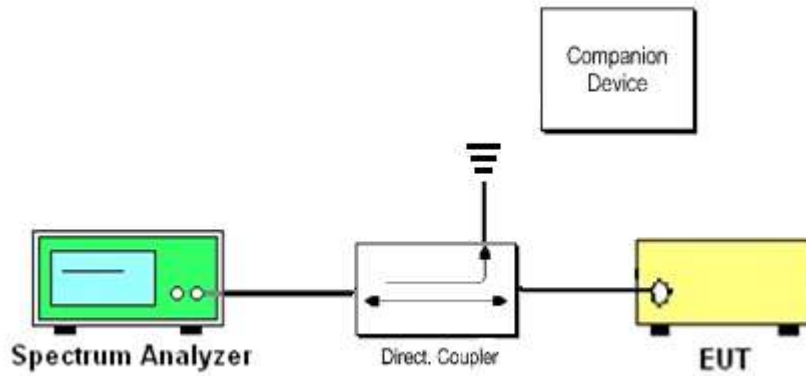 Companion
Device
Spectrum Analyzer
Direct. Coupler
EUT